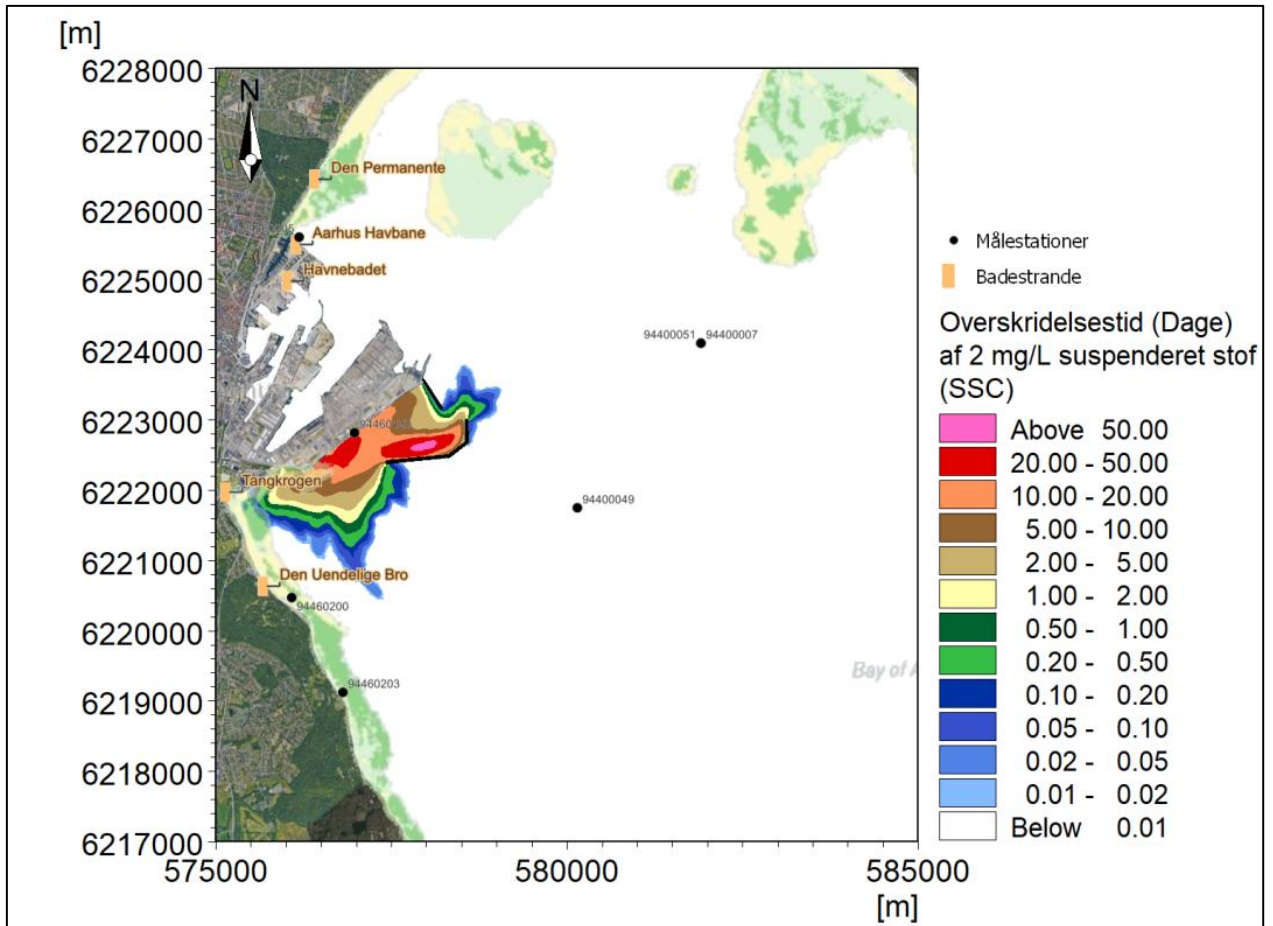 [m]
6228000
6227000
6226000
6225000
6224000
6223000
6222000
6221000
6220000
6219000
6218000
6217000
575000
580000
585000
[m]
N
Den Permanente
Aarhus Havbane
Havnebadet
94400051
94400007
Tangkrogen
94400049
Den Uendelige Bro
94460200
94460203
Bay of
Målestationer
Badestrande
Overskridelsestid (Dage)
af 2 mg/L suspenderet stof
(SSC)
Above 50.00
20.00 - 50.00
10.00 - 20.00
5.00 - 10.00
2.00 - 5.00
1.00 - 2.00
0.50 - 1.00
0.20 - 0.50
0.10 - 0.20
0.05 - 0.10
0.02 - 0.05
0.01 - 0.02
Below 0.01